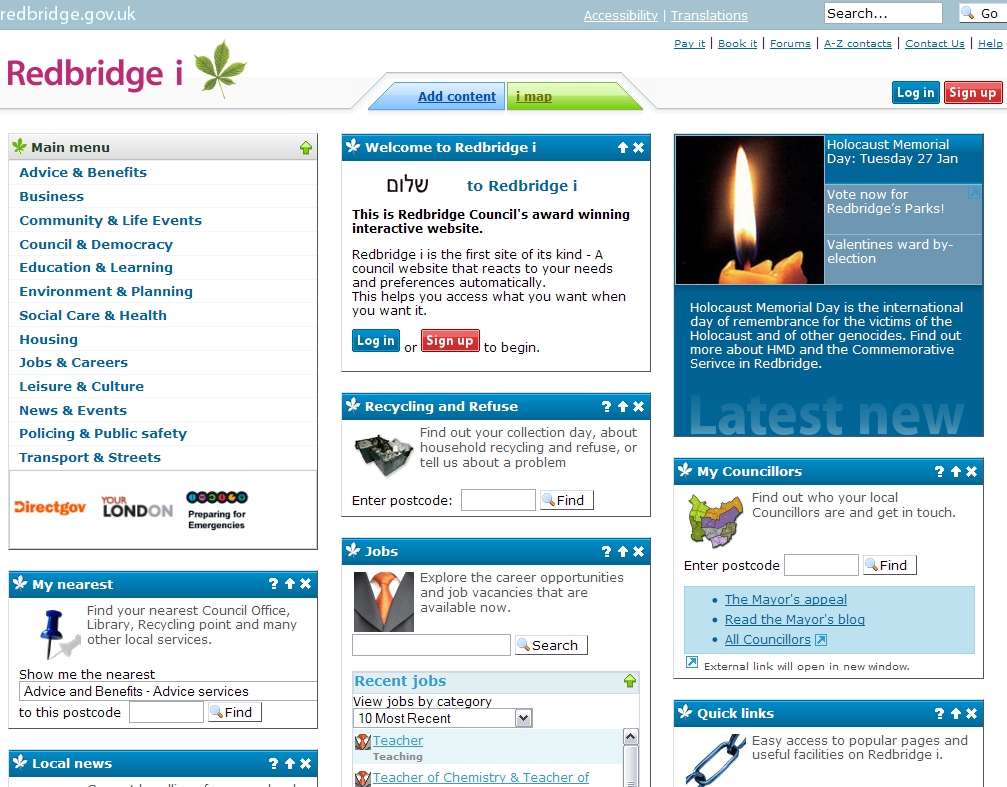 redbridge.gov.uk
Accessibility | Translations
Search...
Go
Pay it | Book it | Forums | A-Z contacts | Contact Us | Help
Redbridge i
Add content
i map
Log in
Sign up
Main menu
Advice & Benefits
Business
Community & Life Events
Council & Democracy
Education & Learning
Environment & Planning
Social Care & Health
Housing
Jobs & Careers
Leisure & Culture
News & Events
Policing & Public safety
Transport & Streets
Directgov
YOUR
LONDON
Preparing for
Emergencies
My nearest
?
Find your nearest Council Office,
Library, Recycling point and many
other local services.
Show me the nearest
Advice and Benefits - Advice services
to this postcode
Find
Local news
?
Welcome to Redbridge i
שלום to Redbridge i
This is Redbridge Council's award winning
interactive website.
Redbridge i is the first site of its kind - A
council website that reacts to your needs
and preferences automatically.
This helps you access what you want when
you want it.
Log in or Sign up to begin.
Recycling and Refuse
?
Find out your collection day, about
household recycling and refuse, or
tell us about a problem
Enter postcode:
Find
Jobs
?
Explore the career opportunities
and job vacancies that are
available now.
Search
Recent jobs
View jobs by category
10 Most Recent
Teacher
Teaching
Teacher of Chemistry & Teacher of
Holocaust Memorial
Day: Tuesday 27 Jan
Vote now for
Redbridge's Parks!
Valentines ward by-
election
Holocaust Memorial Day is the international
day of remembrance for the victims of the
Holocaust and of other genocides. Find out
more about HMD and the Commemorative
Serivce in Redbridge.
Latest new
My Councillors
?
Find out who your local
Councillors are and get in touch.
Enter postcode
Find
The Mayor's appeal
Read the Mayor's blog
All Councillors
External link will open in new window.
Quick links
?
Easy access to popular pages and
useful facilities on Redbridge i.